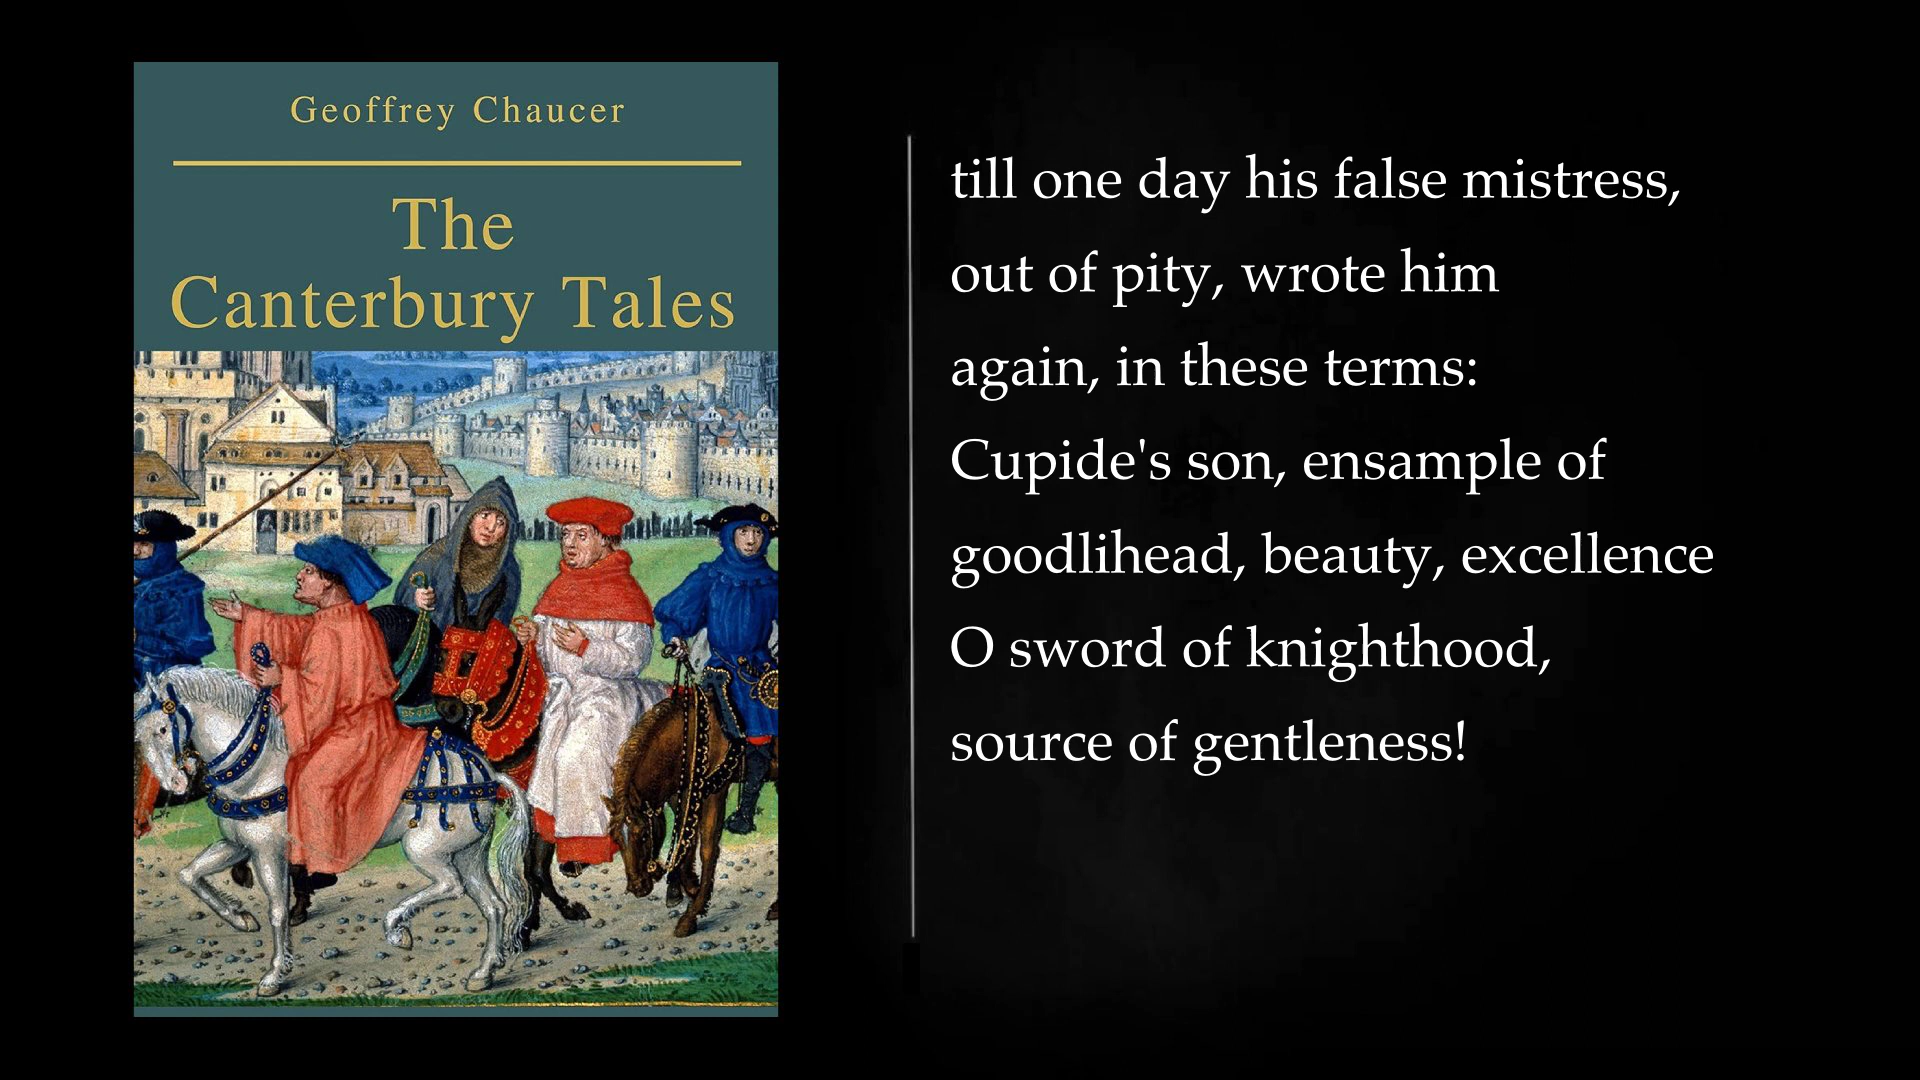 Geoffrey Chaucer
The
Canterbury Tales
till one day his false mistress,
out of pity, wrote him
again, in these terms:
Cupide's son, ensample of
goodlihead, beauty, excellence
O sword of knighthood,
source of gentleness!